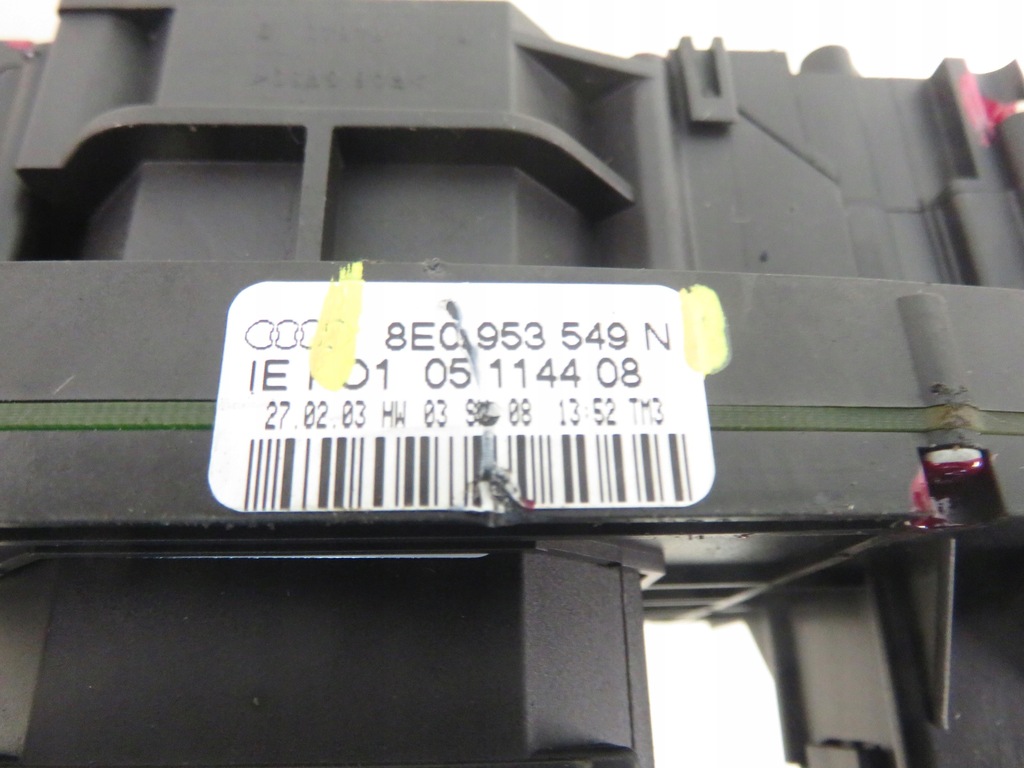 8E0 953 549 N
IE 05 1144 08
27.02.03 HW 03 08 13:52 TM3